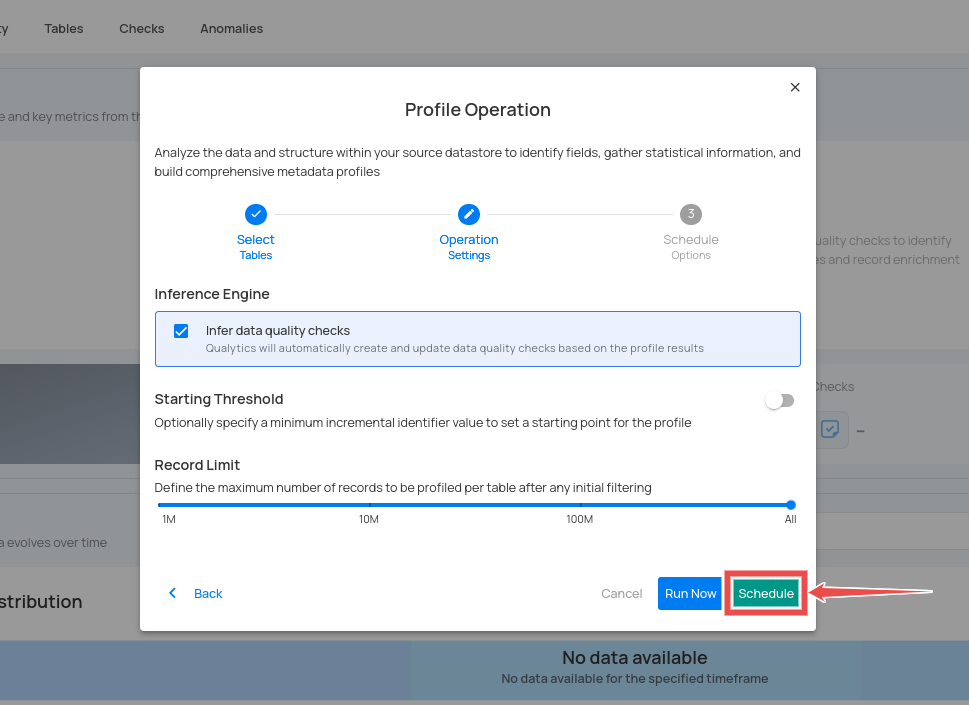 Tables Checks Anomalies
Profile Operation
e and key metrics from
Analyze the data and structure within your source datastore to identify fields, gather statistical information, and
build comprehensive metadata profiles
3
Select Operation Schedule
Tables Settings Options
uality checks to identify
es and record enrichment
Inference Engine
Infer data quality checks
Qualytics will automatically create and update data quality checks based on the profile results
Checks
Starting Threshold
Optionally specify a minimum incremental identifier value to set a starting point for the profile
–
Record Limit
Define the maximum number of records to be profiled per table after any initial filtering
1M 10M 100M All
a evolves over time
Back Cancel Run Now Schedule
stribution
No data available
No data available for the specified timeframe